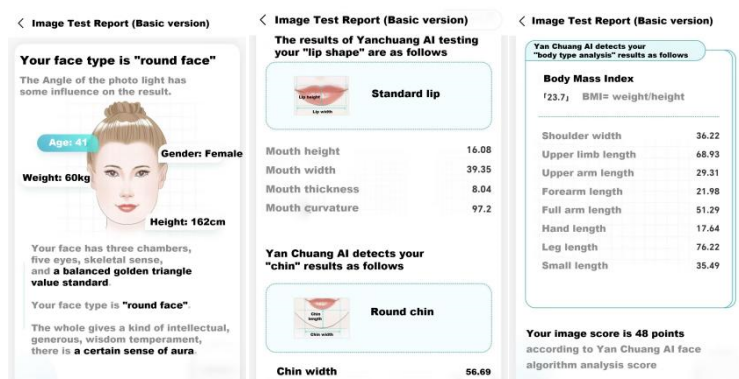 Image Test Report (Basic version)
Your face type is "round face"
The Angle of the photo light has
some influence on the result.
Age: 41
Gender: Female
Weight: 60kg
Height: 162cm
Your face has three chambers,
five eyes, skeletal sense,
and a balanced golden triangle
value standard.
Your face type is "round face".
The whole gives a kind of intellectual,
generous, wisdom temperament,
there is a certain sense of aura.
Image Test Report (Basic version)
The results of Yanchuang AI testing
your "lip shape" are as follows
Lip height
Lip width
Standard lip
Mouth height 16.08
Mouth width 39.35
Mouth thickness 8.04
Mouth curvature 97.2
Yan Chuang AI detects your
"chin" results as follows
Chin
length
Chin width
Round chin
Chin width 56.69
Image Test Report (Basic version)
Yan Chuang AI detects your
"body type analysis" results as follows
Body Mass Index
「23.7」 BMI= weight/height
Shoulder width 36.22
Upper limb length 68.93
Upper arm length 29.31
Forearm length 21.98
Full arm length 51.29
Hand length 17.64
Leg length 76.22
Small length 35.49
Your image score is 48 points
according to Yan Chuang AI face
algorithm analysis score